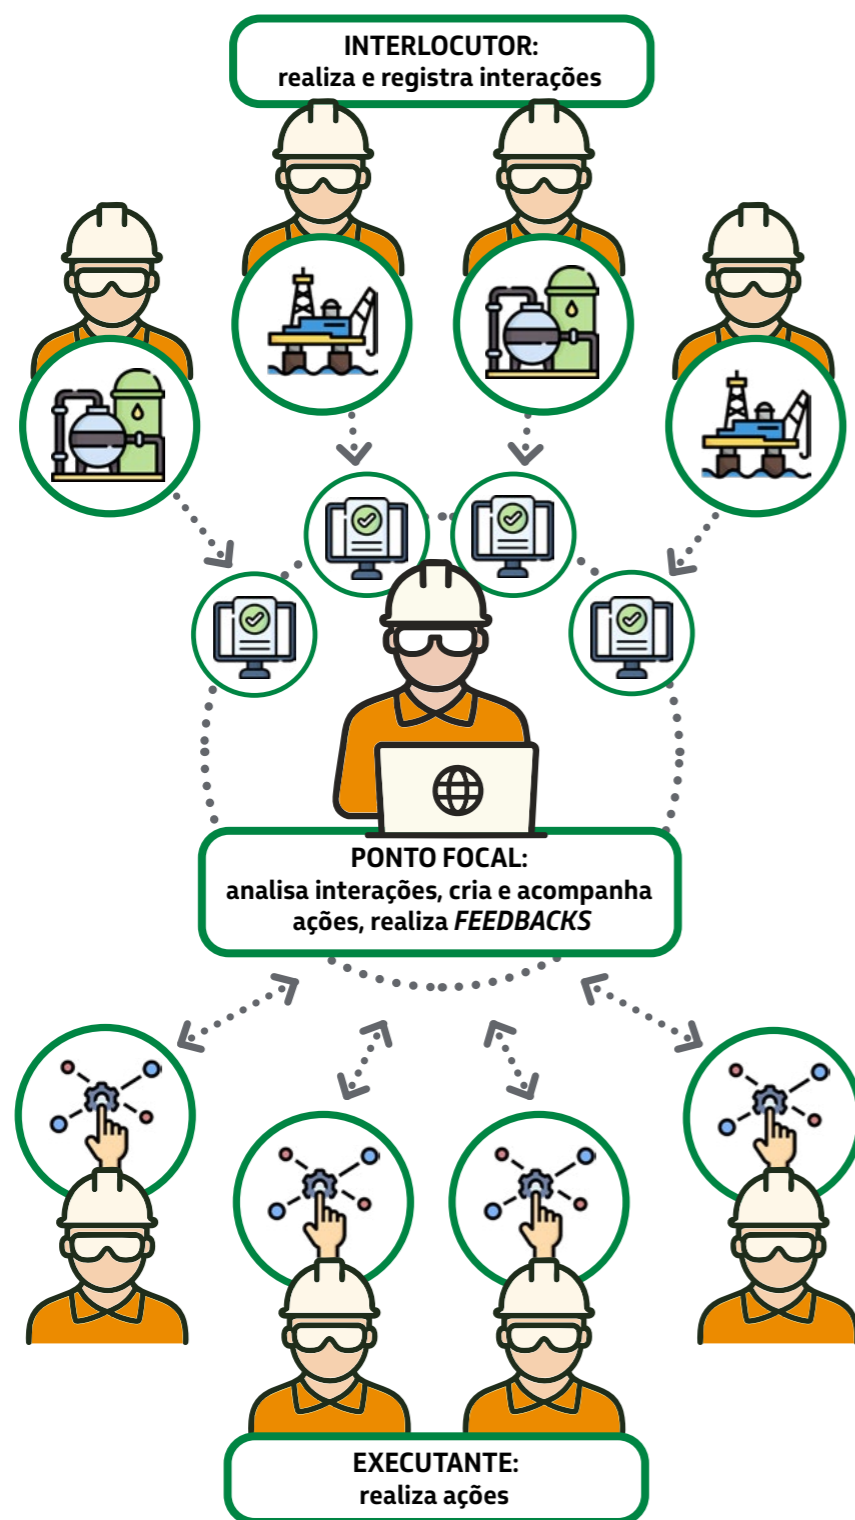 INTERLOCUTOR:
realiza e registra interações
PONTO FOCAL:
analisa interações, cria e acompanha
ações, realiza FEEDBACKS
EXECUTANTE:
realiza ações